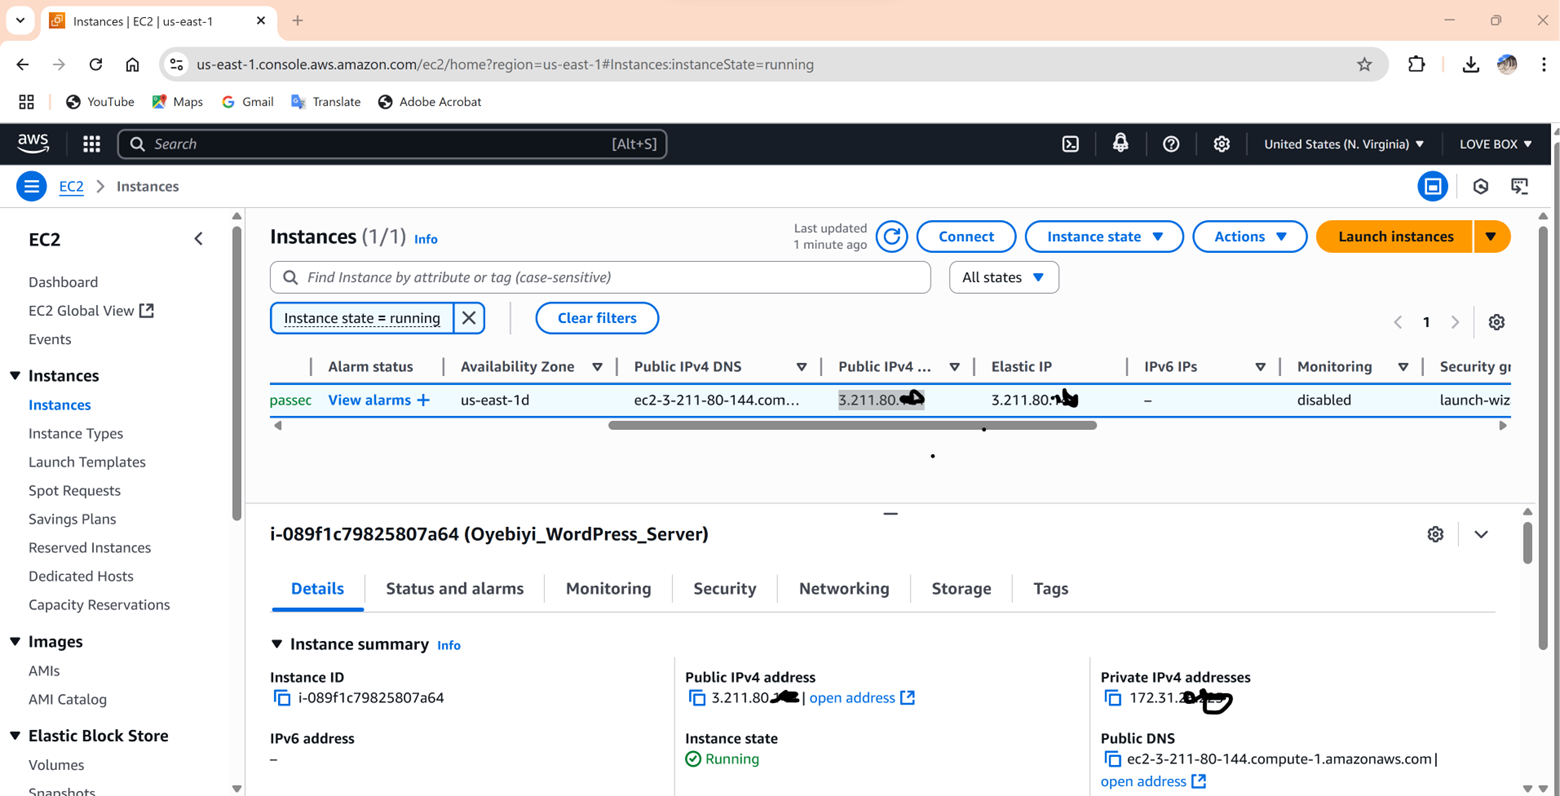 Instances | EC2 | us-east-1
us-east-1.console.aws.amazon.com/ec2/home?region=us-east-1#Instances:instanceState=running
YouTube Maps Gmail Translate Adobe Acrobat
aws Search [Alt+S] United States (N. Virginia) LOVE BOX
EC2 > Instances
EC2
Dashboard
EC2 Global View
Events
Instances
Instances
Instance Types
Launch Templates
Spot Requests
Savings Plans
Reserved Instances
Dedicated Hosts
Capacity Reservations
Images
AMIs
AMI Catalog
Elastic Block Store
Volumes
Snapshots
Instances (1/1) Info
Last updated
1 minute ago
Connect Instance state Actions Launch instances
Find Instance by attribute or tag (case-sensitive) All states
Instance state = running Clear filters
1
Alarm status Availability Zone Public IPv4 DNS Public IPv4 ... Elastic IP IPv6 IPs Monitoring Security gr
passec View alarms + us-east-1d ec2-3-211-80-144.com... 3.211.80. 3.211.80. – disabled launch-wiz
i-089f1c79825807a64 (Oyebiyi_WordPress_Server)
Details Status and alarms Monitoring Security Networking Storage Tags
Instance summary Info
Instance ID
i-089f1c79825807a64
IPv6 address
–
Public IPv4 address
3.211.80. | open address
Instance state
Running
Private IPv4 addresses
172.31.
Public DNS
ec2-3-211-80-144.compute-1.amazonaws.com |
open address